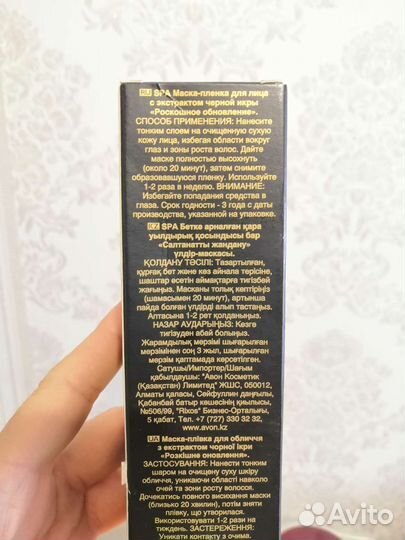 RU SPA Маска-пленка для лица
с экстрактом черной икры
«Роскошное обновление».
СПОСОБ ПРИМЕНЕНИЯ: Нанесите
тонким слоем на очищенную сухую
кожу лица, избегая области вокруг
глаз и зоны роста волос. Дайте
маске полностью высохнуть
(около 20 минут), затем снимите
образовавшуюся пленку. Используйте
1-2 раза в неделю. ВНИМАНИЕ:
Избегайте попадания средства в
глаза. Срок годности - 3 года с даты
производства, указанной на упаковке.
KZ SPA Бетке арналған қара
уылдырық қосындысы бар
«Салтанатты жандану»
үлдір-маскасы.
ҚОЛДАНУ ТӘСІЛІ: Тазартылған,
құрғақ бет және көз айнала терісіне,
шаштар өсетін аймақтарға тигізбей
жағыңыз. Масканы толық кептіріңіз
(шамасымен 20 минут), артынша
пайда болған үлдірді алып тастаңыз.
Аптасына 1-2 рет қолданыңыз.
НАЗАР АУДАРЫҢЫЗ: Көзге
тигізуден абай болыңыз.
Жарамдылық мерзімі шығарылған
мерзімінен соң 3 жыл, шығарылған
мерзімі қаптамада көрсетілген.
Сатушы/Импортер/Шағым
қабылдаушы: "Авон Косметик
(Қазақстан) Лимитед" ЖШС, 050012,
Алматы қаласы, Сейфуллин даңғылы,
Қабанбай батыр көшесінің қиылысы,
№506/99, "Rixos" Бизнес-Орталығы,
5 қабат, Тел: +7 (727) 330 32 32,
www.avon.kz.
UA Маска-плівка для обличчя
з екстрактом чорної ікри
«Розкішне оновлення».
ЗАСТОСУВАННЯ: Нанести тонким
шаром на очищену суху шкіру
обличчя, уникаючи області навколо
очей та зони росту волосся.
Дочекатись повного висихання маски
(близько 20 хвилин), потім зняти
плівку, що утворилася.
Використовувати 1-2 рази на
тиждень. ЗАСТЕРЕЖЕННЯ:
Уникати контакту з очима.
Avito